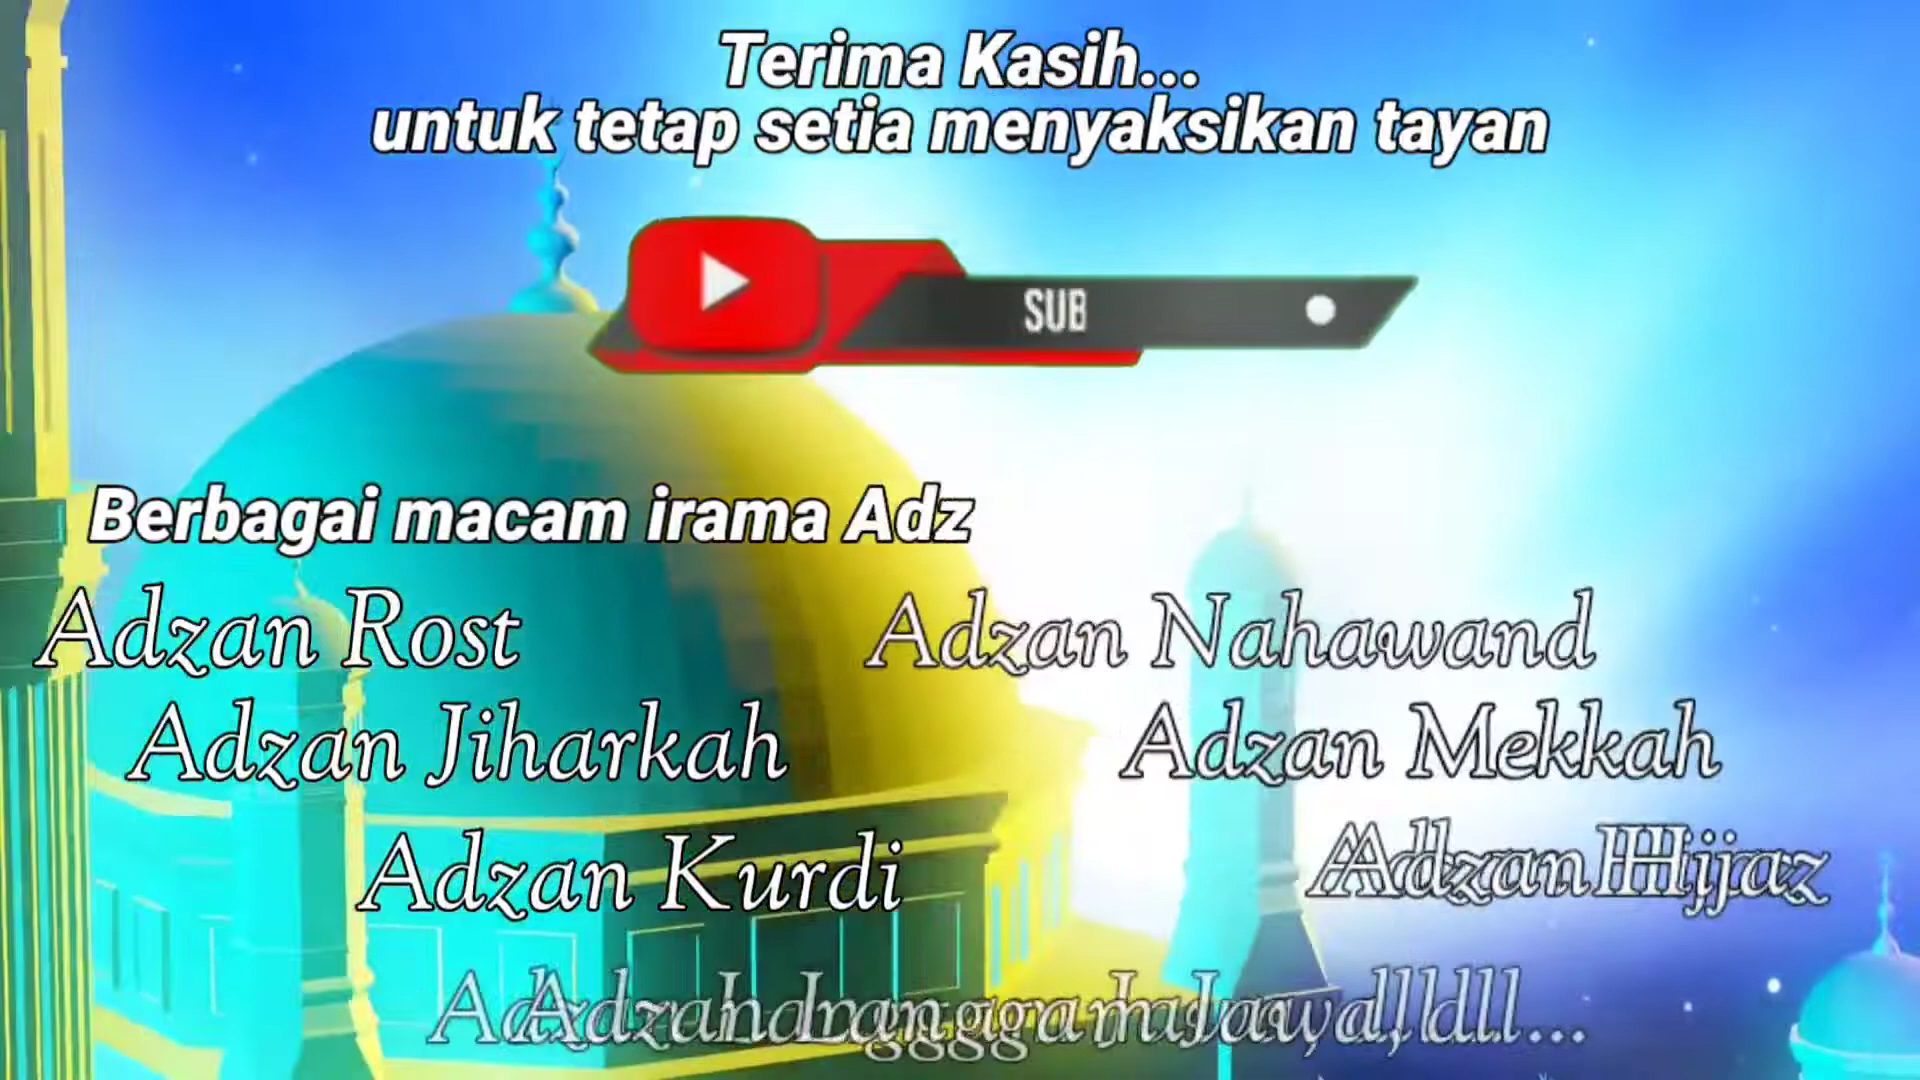 Terima Kasih...
untuk tetap setia menyaksikan tayan
SUB
Berbagai macam irama Adz
Adzan Rost
Adzan Nahawand
Adzan Jiharkah
Adzan Mekkah
Adzan Kurdi
Adzan Hijaz